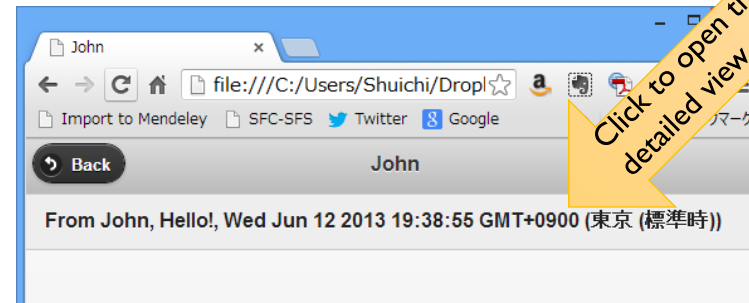 John
file:///C:/Users/Shuichi/Dropl
Import to Mendeley SFC-SFS Twitter Google
Click to open
detailed view
Back John
From John, Hello!, Wed Jun 12 2013 19:38:55 GMT+0900 (東京 (標準時))